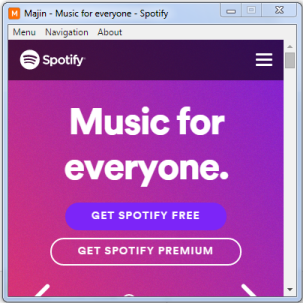 Majin - Music for everyone - Spotify
Menu Navigation About
Spotify
Music for
everyone.
GET SPOTIFY FREE
GET SPOTIFY PREMIUM